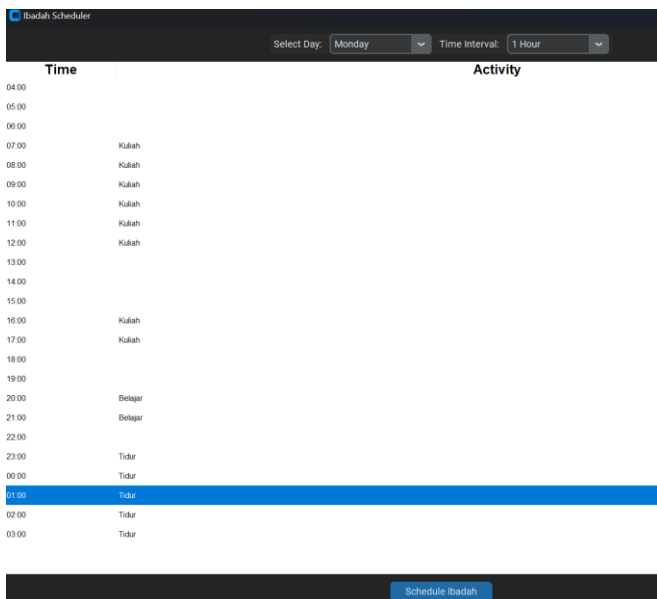 Ibadah Scheduler
Select Day: Monday Time Interval: 1 Hour
Time Activity
04:00
05:00
06:00
07:00 Kuliah
08:00 Kuliah
09:00 Kuliah
10:00 Kuliah
11:00 Kuliah
12:00 Kuliah
13:00
14:00
15:00
16:00 Kuliah
17:00 Kuliah
18:00
19:00
20:00 Belajar
21:00 Belajar
22:00
23:00 Tidur
00:00 Tidur
01:00 Tidur
02:00 Tidur
03:00 Tidur
Schedule Ibadah